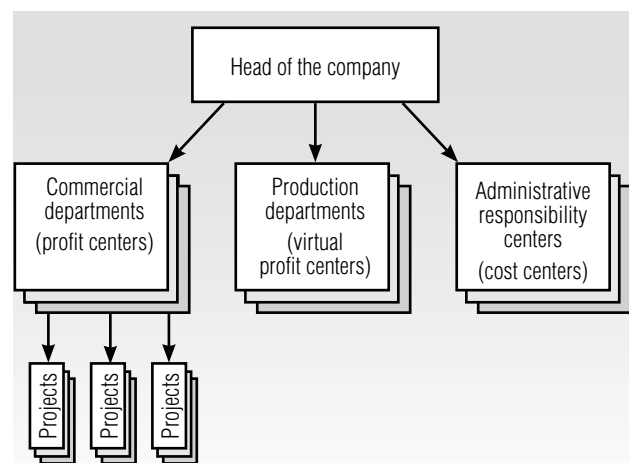 Head of the company
Commercial
departments
(profit centers)
Production
departments
(virtual
profit centers)
Administrative
responsibility
centers
(cost centers)
Projects
Projects
Projects